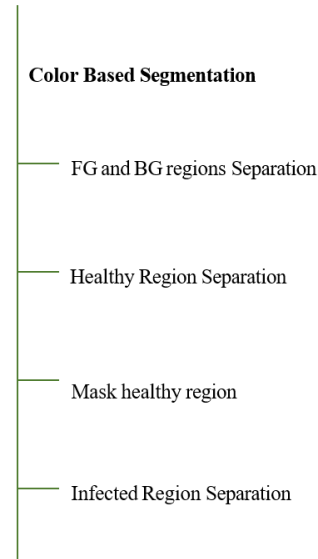 Color Based Segmentation
FG and BG regions Separation
Healthy Region Separation
Mask healthy region
Infected Region Separation